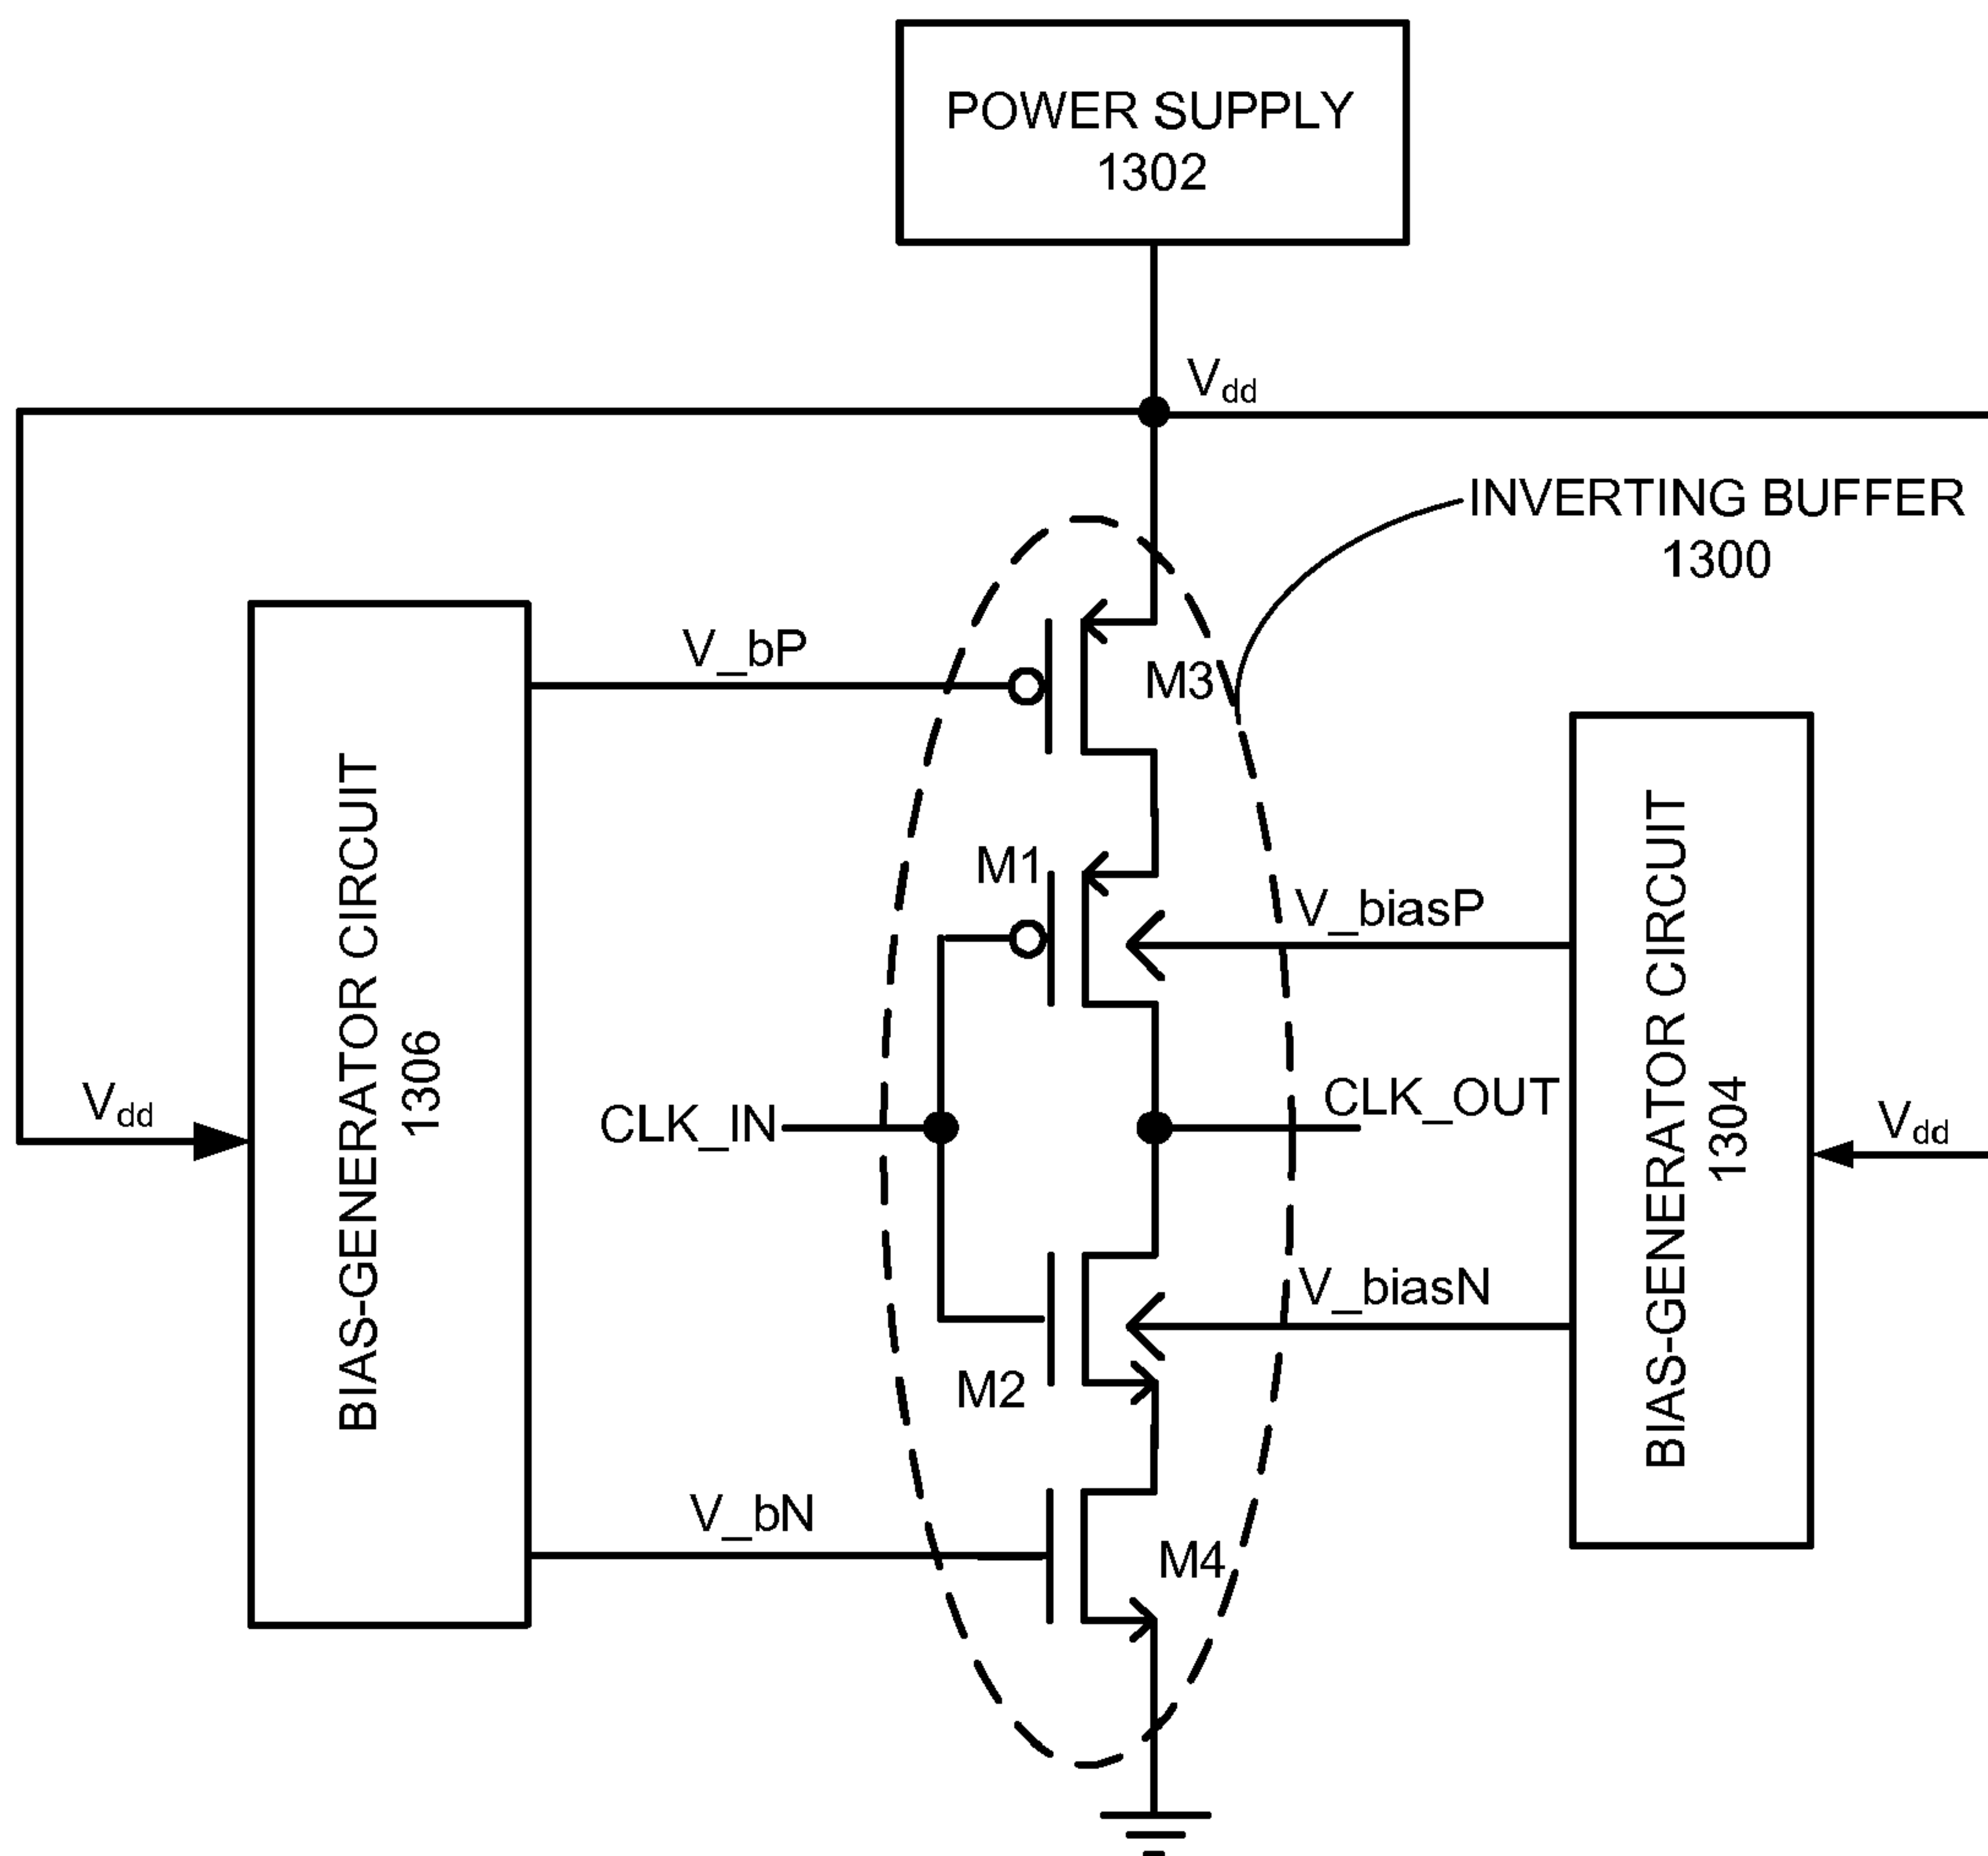 POWER SUPPLY
1302
Vdd
INVERTING BUFFER
1300
V_bP
M3
M1
V_biasP
BIAS-GENERATOR CIRCUIT
1306
BIAS-GENERATOR CIRCUIT
1304
Vdd
CLK_IN
CLK_OUT
Vdd
V_biasN
M2
V_bN
M4